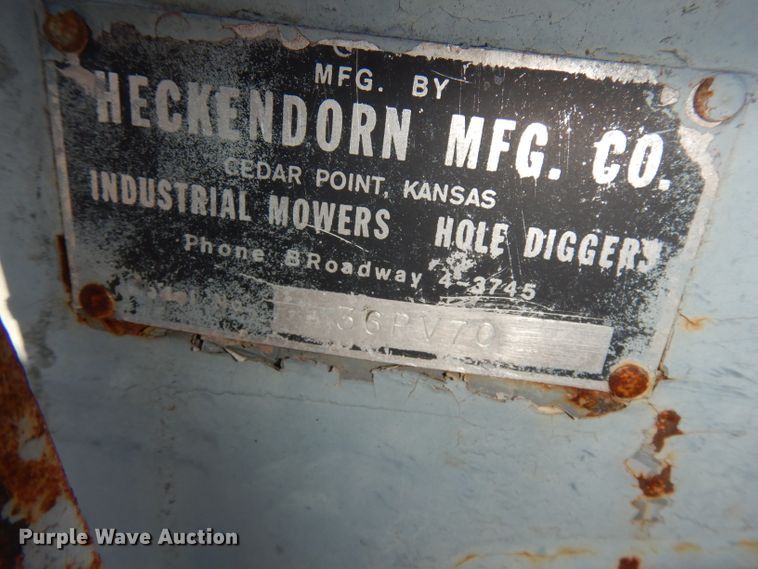 MFG. BY
HECKENDORN MFG. CO.
CEDAR POINT, KANSAS
INDUSTRIAL MOWERS HOLE DIGGERS
Phone BRoadway 4-3745
36PV70
Purple Wave Auction